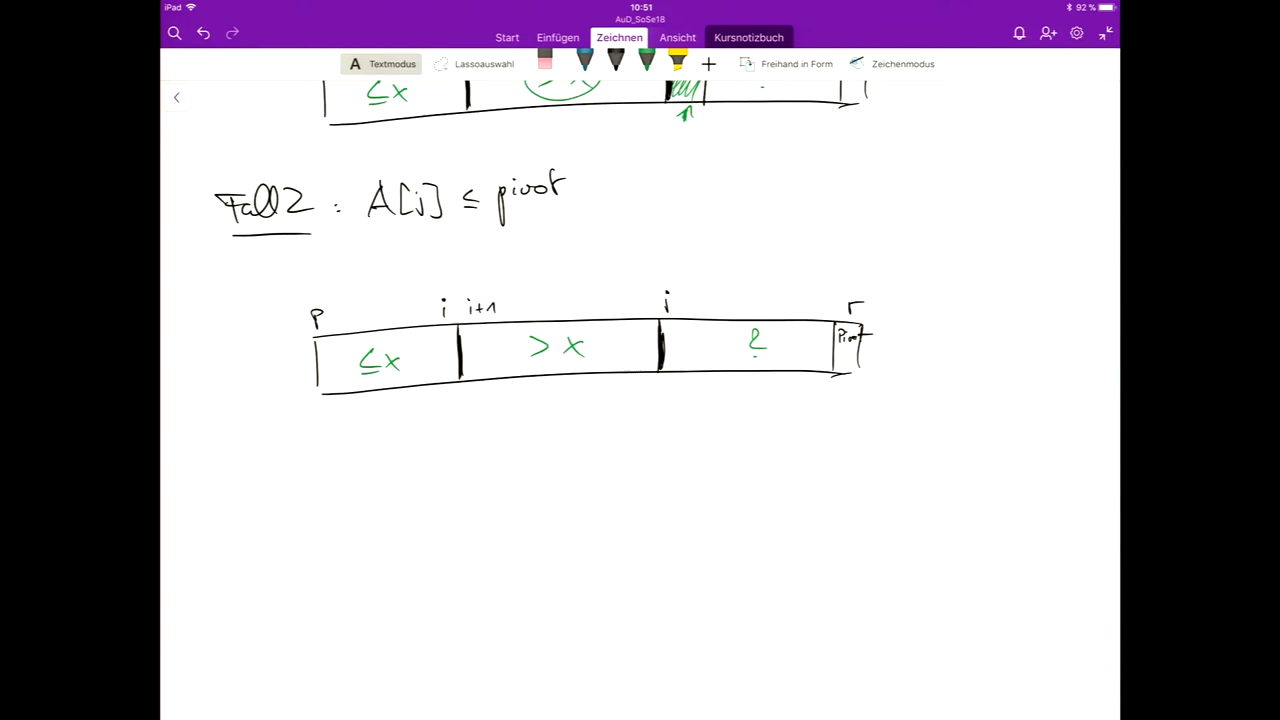 iPad
10:51
92 %
AuD_SoSe18
Start Einfügen Zeichnen Ansicht Kursnotizbuch
A Textmodus Lassoauswahl Freihand in Form Zeichenmodus
≤x
Fall 2 : A[j] ≤ pivot
p i i+1 j r
≤x > x ? Pivot